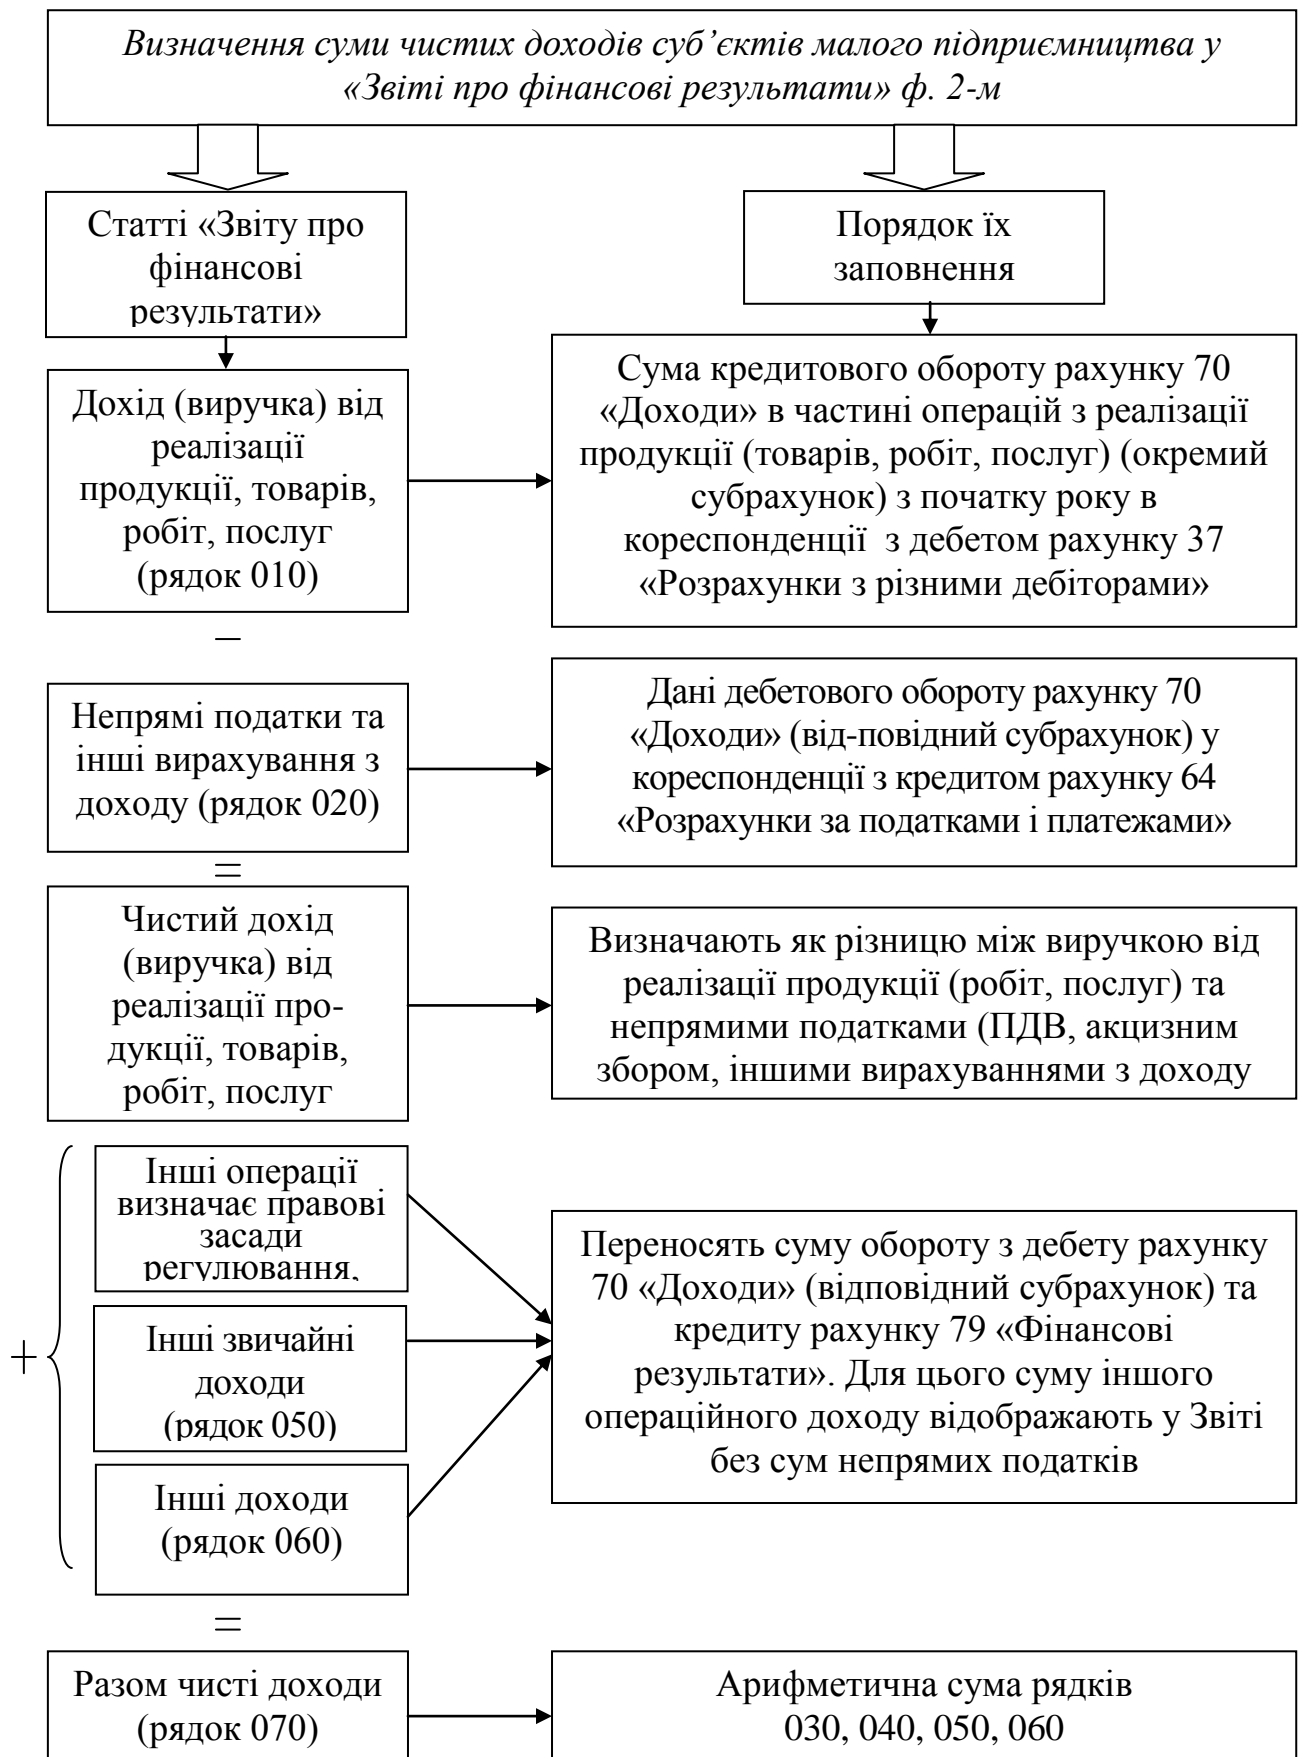 Визначення суми чистих доходів суб’єктів малого підприємництва у
«Звіті про фінансові результати» ф. 2-м
Статті «Звіту про
фінансові
результати»
Порядок їх
заповнення
Дохід (виручка) від
реалізації
продукції, товарів,
робіт, послуг
(рядок 010)
Сума кредитового обороту рахунку 70
«Доходи» в частині операцій з реалізації
продукції (товарів, робіт, послуг) (окремий
субрахунок) з початку року в
кореспонденції з дебетом рахунку 37
«Розрахунки з різними дебіторами»
–
Непрямі податки та
інші вирахування з
доходу (рядок 020)
Дані дебетового обороту рахунку 70
«Доходи» (від-повідний субрахунок) у
кореспонденції з кредитом рахунку 64
«Розрахунки за податками і платежами»
=
Чистий дохід
(виручка) від
реалізації про-
дукції, товарів,
робіт, послуг
Визначають як різницю між виручкою від
реалізації продукції (робіт, послуг) та
непрямими податками (ПДВ, акцизним
збором, іншими вирахуваннями з доходу
+
Інші операції
визначає правові
засади
регулювання,
Інші звичайні
доходи
(рядок 050)
Інші доходи
(рядок 060)
Переносять суму обороту з дебету рахунку
70 «Доходи» (відповідний субрахунок) та
кредиту рахунку 79 «Фінансові
результати». Для цього суму іншого
операційного доходу відображають у Звіті
без сум непрямих податків
=
Разом чисті доходи
(рядок 070)
Арифметична сума рядків
030, 040, 050, 060